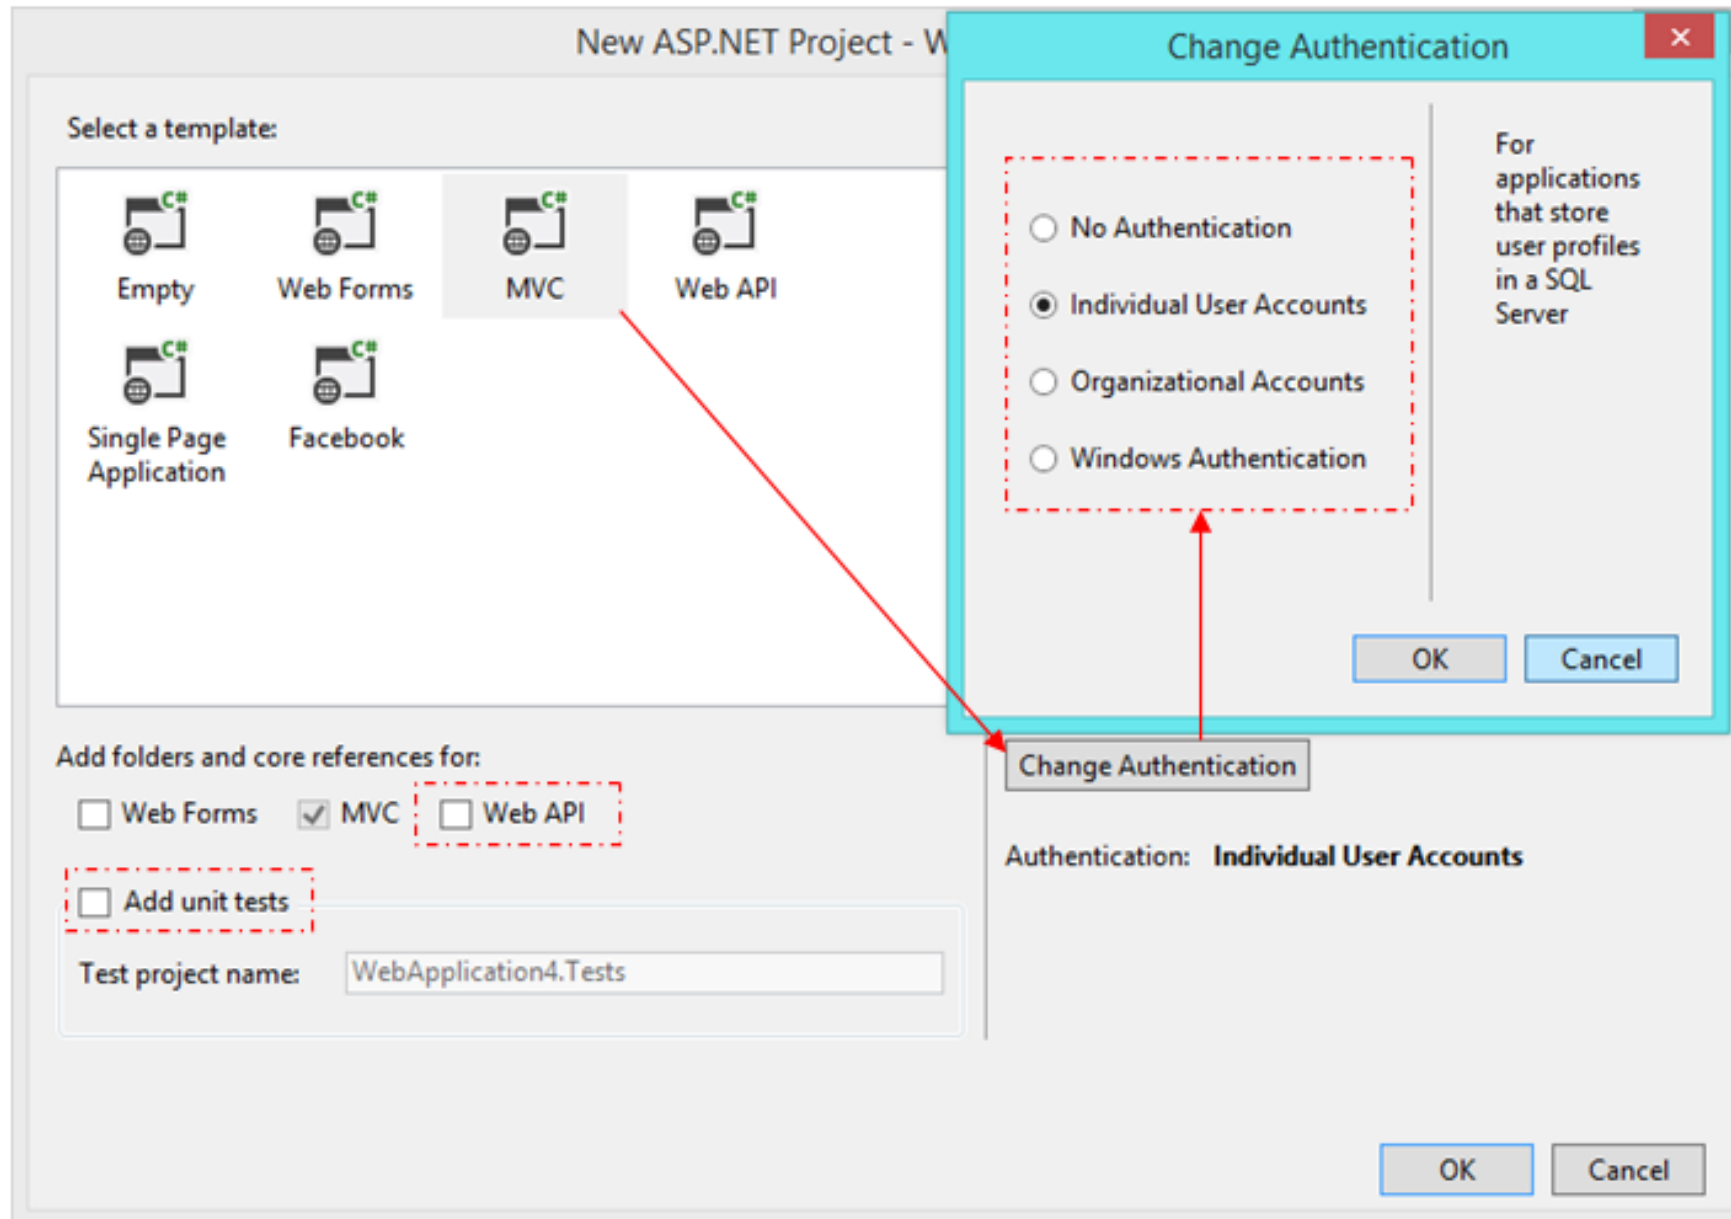 New ASP.NET Project - W
Select a template:
C# C# C# C#
Empty Web Forms MVC Web API
C# C#
Single Page
Application
Facebook
Add folders and core references for:
Web Forms MVC Web API
Add unit tests
Test project name: WebApplication4.Tests
Change Authentication
No Authentication
Individual User Accounts
Organizational Accounts
Windows Authentication
For
applications
that store
user profiles
in a SQL
Server
OK Cancel
Change Authentication
Authentication: Individual User Accounts
OK Cancel